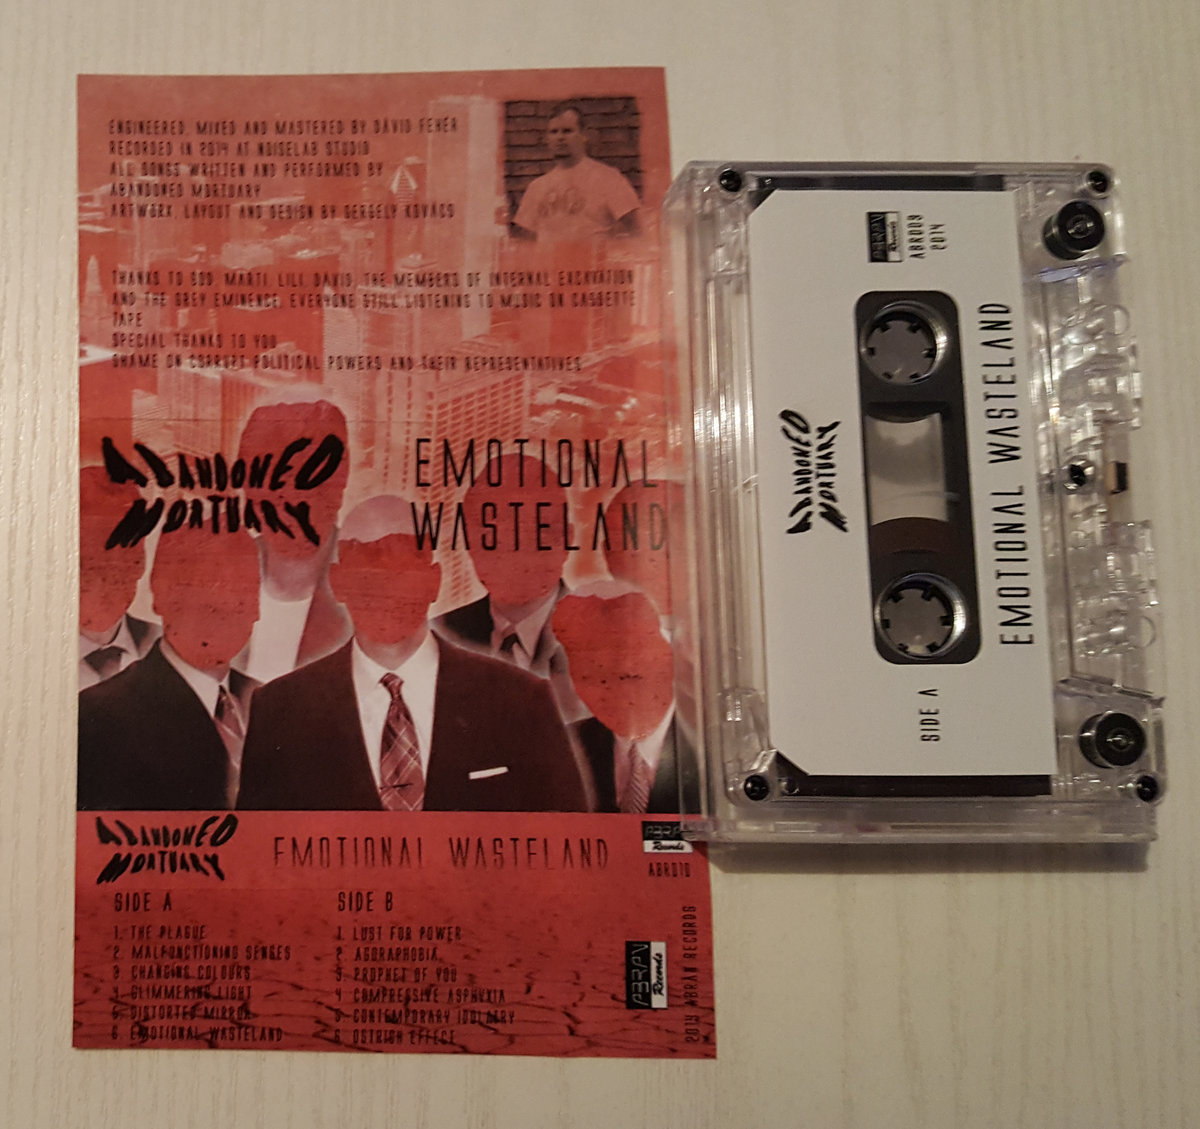 ENGINEERED, MIXED AND MASTERED BY DÁVID FEHÉR
RECORDED IN 2014 AT NOISELAB STUDIO
ALL SONGS WRITTEN AND PERFORMED BY
ABANDONED MORTUARY
ARTWORK, LAYOUT AND DESIGN BY GERGELY KOVÁCS
THANKS TO GOD, MARTI, LILI, DAVID, THE MEMBERS OF INTERNAL EXCAVATION
AND THE GREY EMINENCE, EVERYONE STILL LISTENING TO MUSIC ON CASSETTE
TAPE
SPECIAL THANKS TO YOU
SHAME ON CORRUPT POLITICAL POWERS AND THEIR REPRESENTATIVES
ABANDONED
MORTUARY
EMOTIONAL
WASTELAND
ABANDONED
MORTUARY
EMOTIONAL WASTELAND
ABRAN
Records
ABR010
SIDE A
1. THE PLAGUE
2. MALFUNCTIONING SENSES
3. CHANGING COLOURS
4. GLIMMERING LIGHT
5. DISTORTED MIRROR
6. EMOTIONAL WASTELAND
SIDE B
1. LUST FOR POWER
2. AGORAPHOBIA
3. PROPHET OF YOU
4. COMPRESSIVE ASPHYXIA
5. CONTEMPORARY IDOLATRY
6. OSTRICH EFFECT
ABRAN
Records
2014 ABRAN RECORDS
ABRAN
Records
ABR009
2014
ABANDONED
MORTUARY
EMOTIONAL WASTELAND
SIDE A